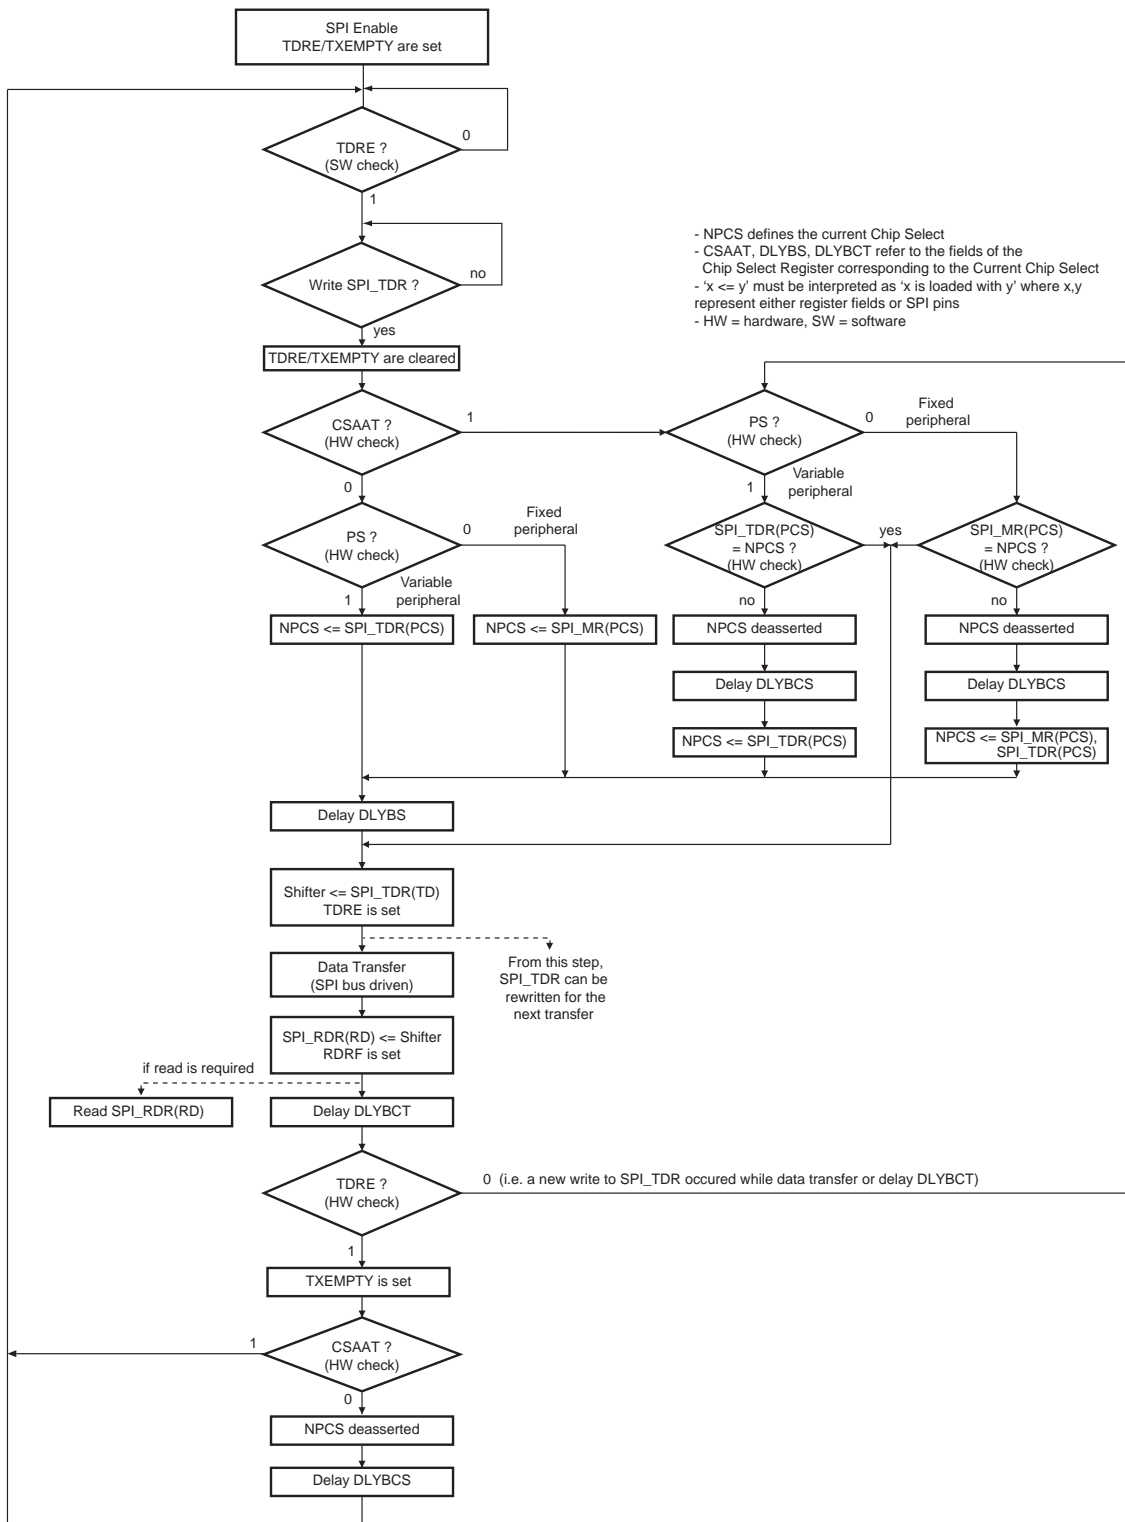 SPI Enable
TDRE/TXEMPTY are set
TDRE ?
(SW check)
0
1
Write SPI_TDR ?
no
yes
- NPCS defines the current Chip Select
- CSAAT, DLYBS, DLYBCT refer to the fields of the
Chip Select Register corresponding to the Current Chip Select
- ‘x <= y’ must be interpreted as ‘x is loaded with y’ where x,y
represent either register fields or SPI pins
- HW = hardware, SW = software
TDRE/TXEMPTY are cleared
CSAAT ?
(HW check)
1
0
PS ?
(HW check)
0
Fixed
peripheral
1
Variable
peripheral
PS ?
(HW check)
0
Fixed
peripheral
1
Variable
peripheral
SPI_TDR(PCS)
= NPCS ?
(HW check)
yes
no
SPI_MR(PCS)
= NPCS ?
(HW check)
no
NPCS <= SPI_TDR(PCS)
NPCS <= SPI_MR(PCS)
NPCS deasserted
NPCS deasserted
Delay DLYBCS
Delay DLYBCS
NPCS <= SPI_TDR(PCS)
NPCS <= SPI_MR(PCS),
SPI_TDR(PCS)
Delay DLYBS
Shifter <= SPI_TDR(TD)
TDRE is set
Data Transfer
(SPI bus driven)
From this step,
SPI_TDR can be
rewritten for the
next transfer
SPI_RDR(RD) <= Shifter
RDRF is set
if read is required
Read SPI_RDR(RD)
Delay DLYBCT
TDRE ?
(HW check)
0 (i.e. a new write to SPI_TDR occured while data transfer or delay DLYBCT)
1
TXEMPTY is set
CSAAT ?
(HW check)
1
0
NPCS deasserted
Delay DLYBCS